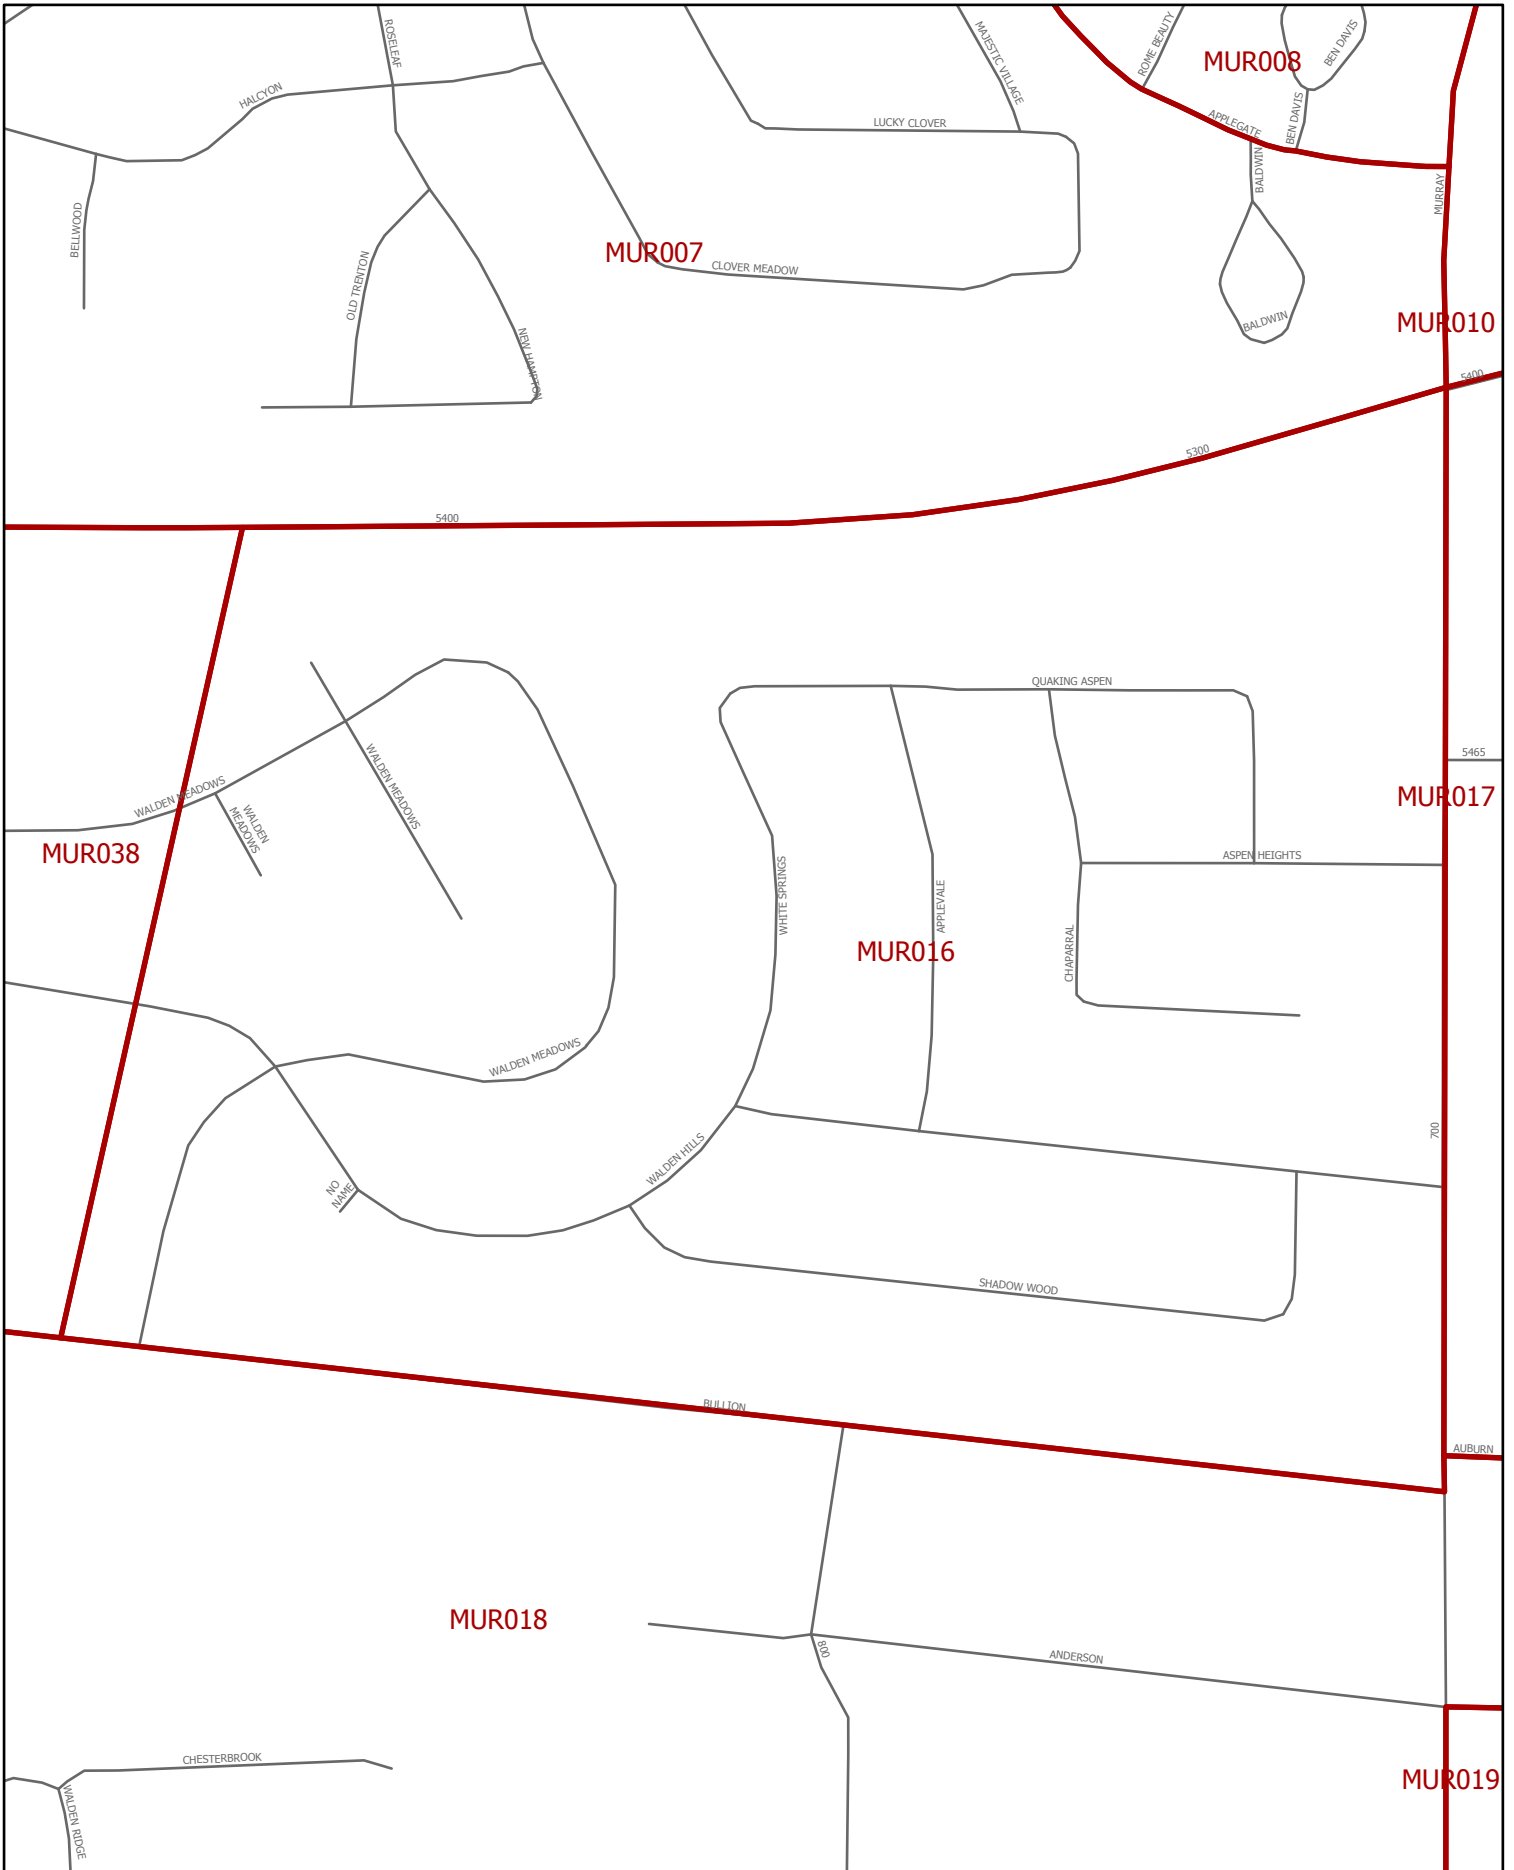 ROSELEAF
MAJESTIC VILLAGE
ROME BEAUTY
BEN DAVIS
MUR008
HALCYON
LUCKY CLOVER
APPLEGATE
BEN DAVIS
BALDWIN
MURRAY
BELLWOOD
MUR007
CLOVER MEADOW
OLD TRENTON
BALDWIN
MUR010
NEW HAMPTON
5400
5300
5400
QUAKING ASPEN
WALDEN MEADOWS
5465
WALDEN MEADOWS
MUR017
WALDEN
MEADOWS
MUR038
ASPEN HEIGHTS
WHITE SPRINGS
APPLEVALE
MUR016
CHAPARRAL
WALDEN MEADOWS
700
WALDEN HILLS
NO
NAME
SHADOW WOOD
BULLION
AUBURN
MUR018
800
ANDERSON
CHESTERBROOK
MUR019
WALDEN RIDGE